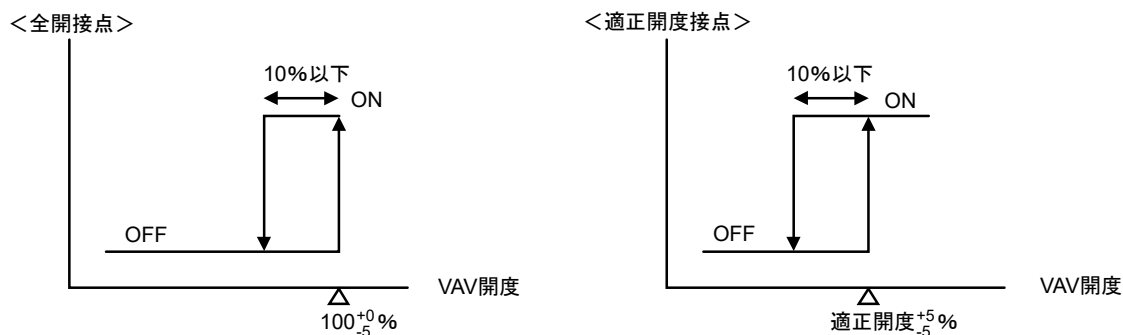 ＜全開接点＞
10%以下
ON
OFF
VAV開度
100+0-5%
＜適正開度接点＞
10%以下
ON
OFF
VAV開度
適正開度+5-5%